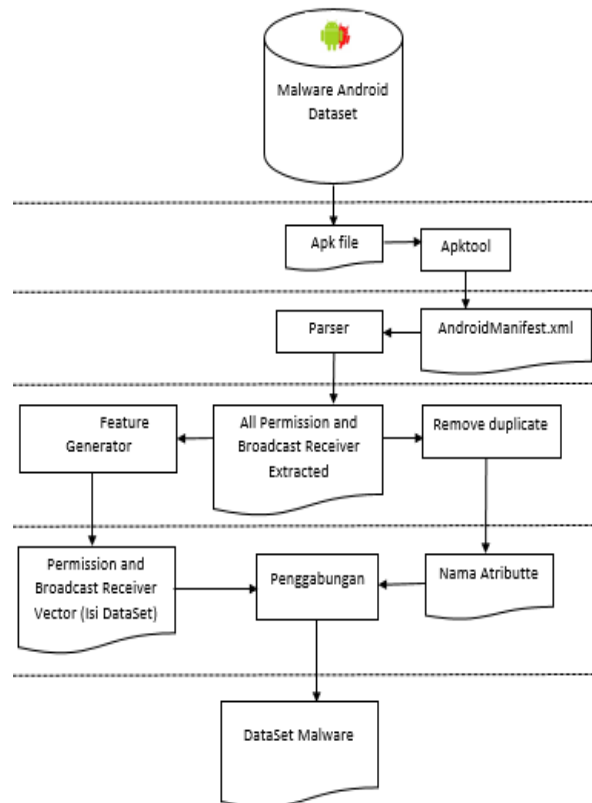 Malware Android
Dataset
Apk file
Apktool
Parser
AndroidManifest.xml
Feature
Generator
All Permission and
Broadcast Receiver
Extracted
Remove duplicate
Permission and
Broadcast Receiver
Vector (Isi DataSet)
Penggabungan
Nama Atributte
DataSet Malware